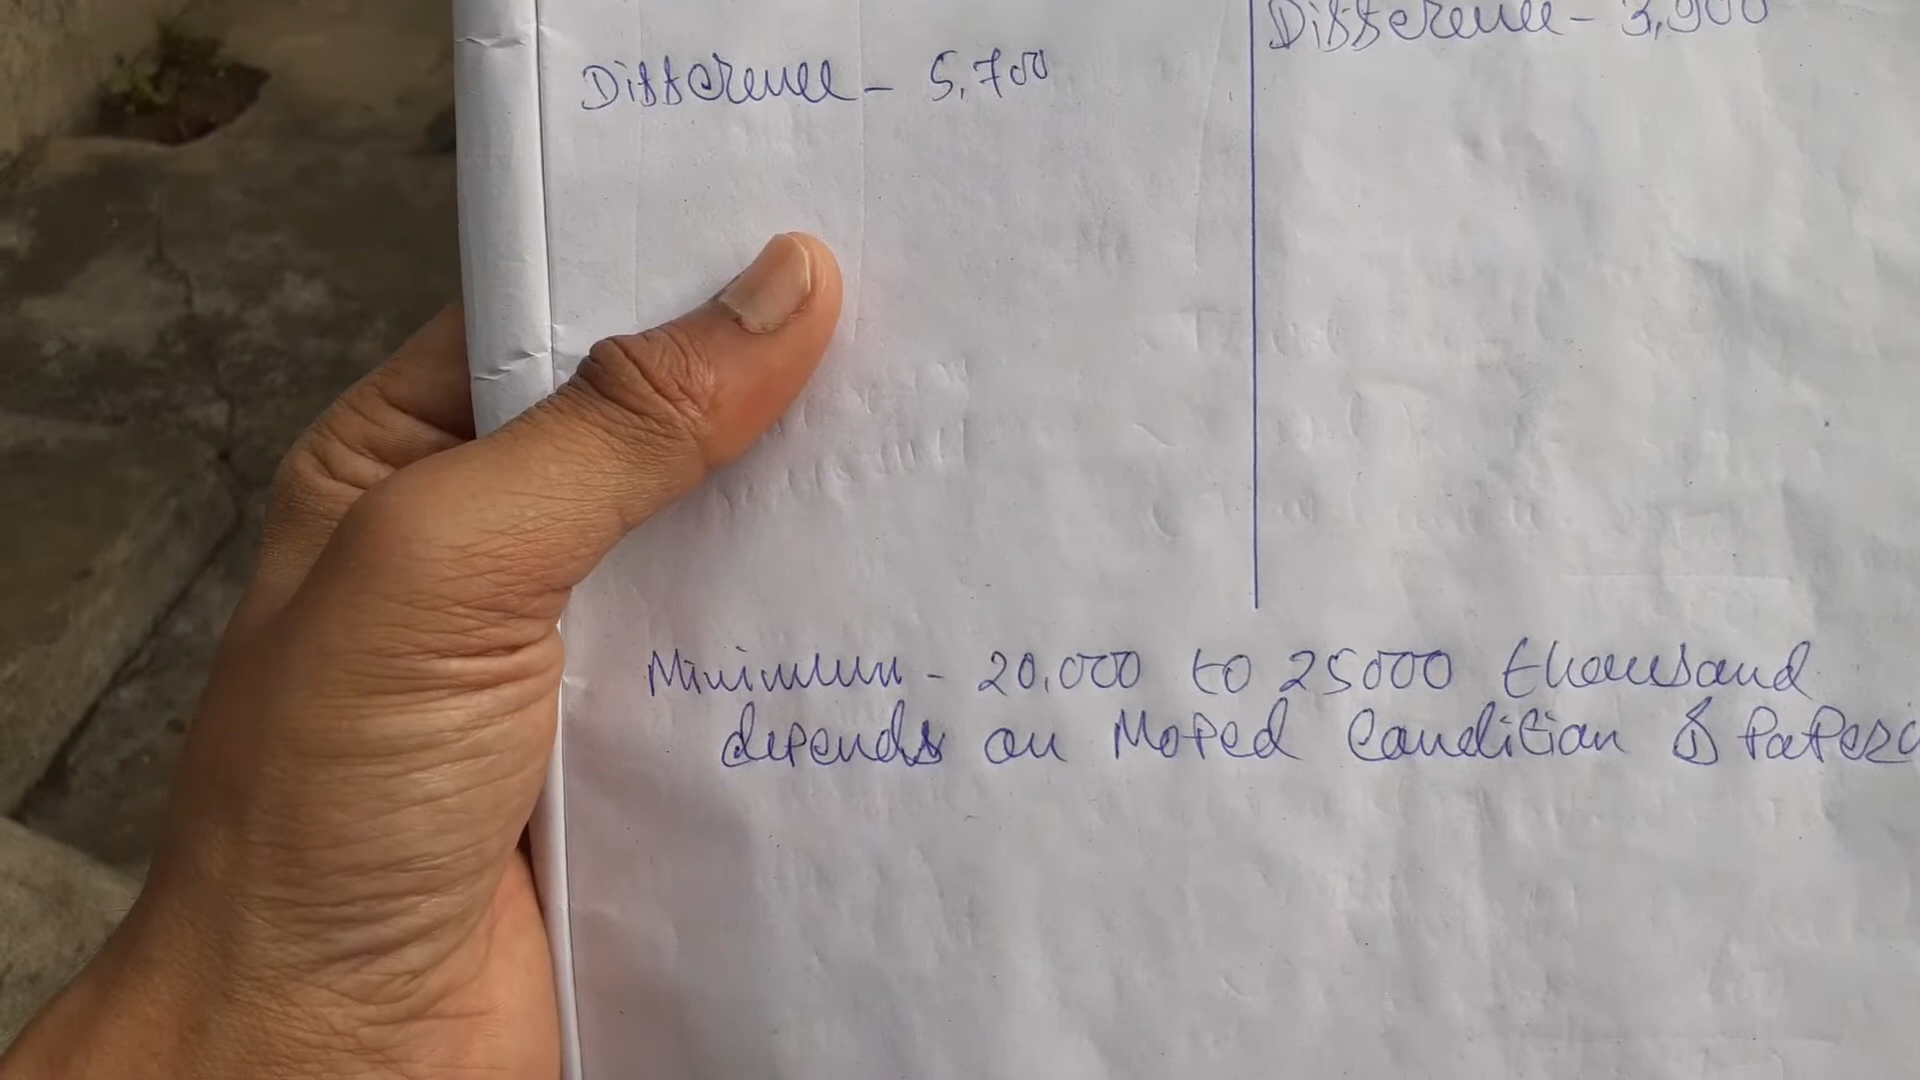 Difference - 5,700
Difference - 3,900
Minimum - 20,000 to 25000 thousand
depends on Moped Condition &